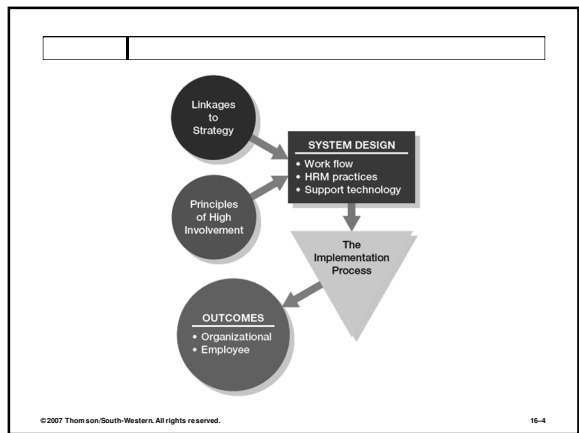 Linkages
to
Strategy
SYSTEM DESIGN
• Work flow
• HRM practices
• Support technology
Principles
of High
Involvement
The
Implementation
Process
OUTCOMES
• Organizational
• Employee
©2007 Thomson/South-Western. All rights reserved.
16–4